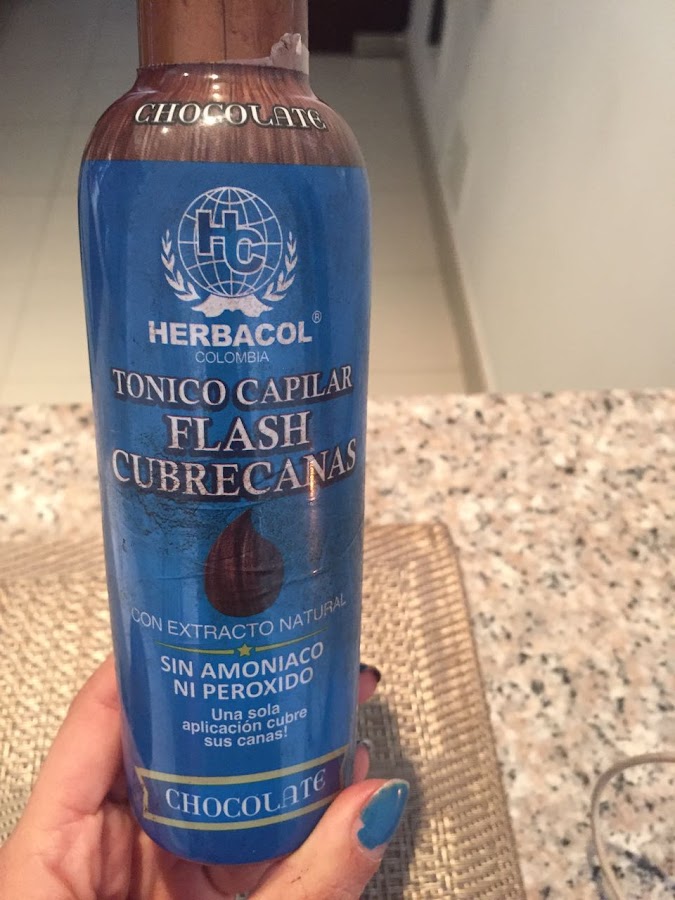 CHOCOLATE
HC
HERBACOL®
COLOMBIA
TONICO CAPILAR
FLASH
CUBRECANAS
CON EXTRACTO NATURAL
SIN AMONIACO
NI PEROXIDO
Una sola
aplicación cubre
sus canas!
CHOCOLATE